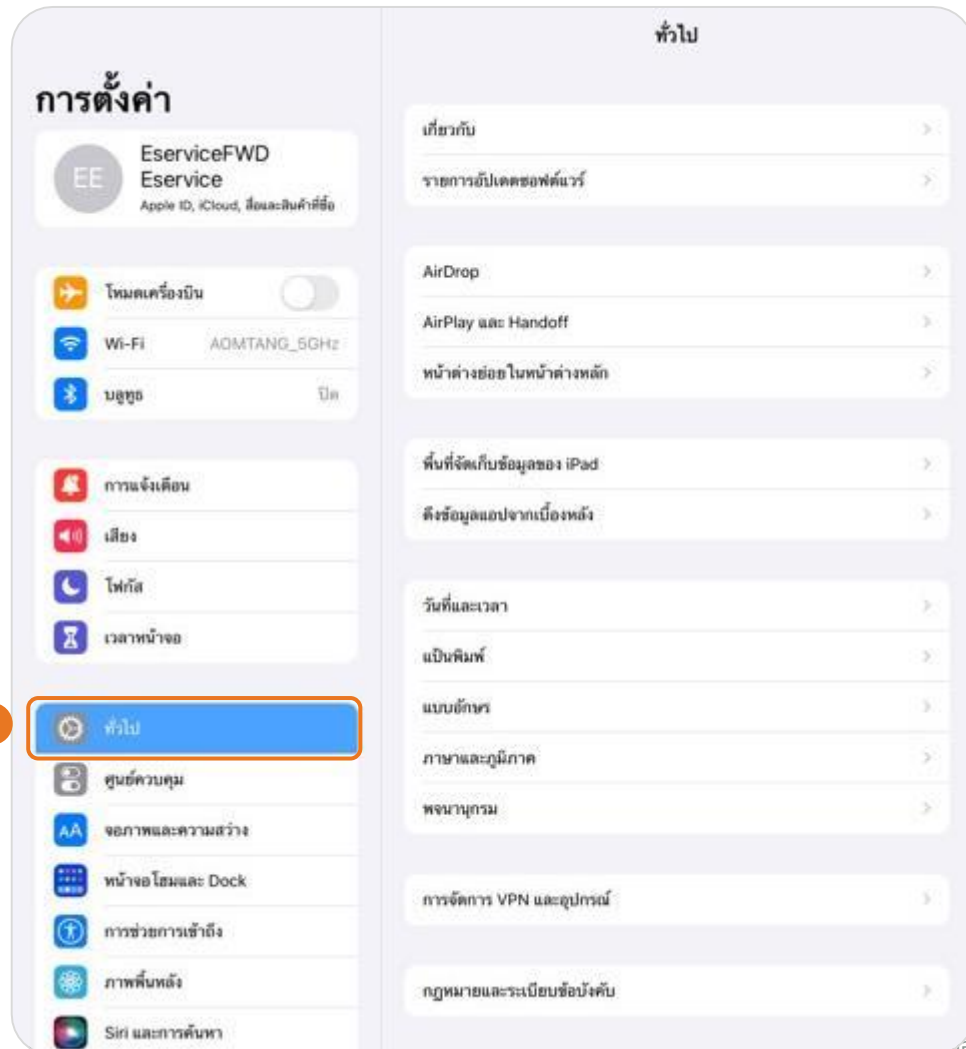 การตั้งค่า
EE
EserviceFWD
Eservice
Apple ID, iCloud, สื่อและสินค้าที่ซื้อ
โหมดเครื่องบิน
Wi-Fi AOMTANG_5GHz
บลูทูธ ปิด
การแจ้งเตือน
เสียง
โฟกัส
เวลาหน้าจอ
ทั่วไป
ศูนย์ควบคุม
AA จอภาพและความสว่าง
หน้าจอโฮมและ Dock
การช่วยการเข้าถึง
ภาพพื้นหลัง
Siri และการค้นหา
ทั่วไป
เกี่ยวกับ
รายการอัปเดตซอฟต์แวร์
AirDrop
AirPlay และ Handoff
หน้าต่างย่อยในหน้าต่างหลัก
พื้นที่จัดเก็บข้อมูลของ iPad
ดึงข้อมูลแอปจากเบื้องหลัง
วันที่และเวลา
แป้นพิมพ์
แบบอักษร
ภาษาและภูมิภาค
พจนานุกรม
การจัดการ VPN และอุปกรณ์
กฎหมายและระเบียบข้อบังคับ